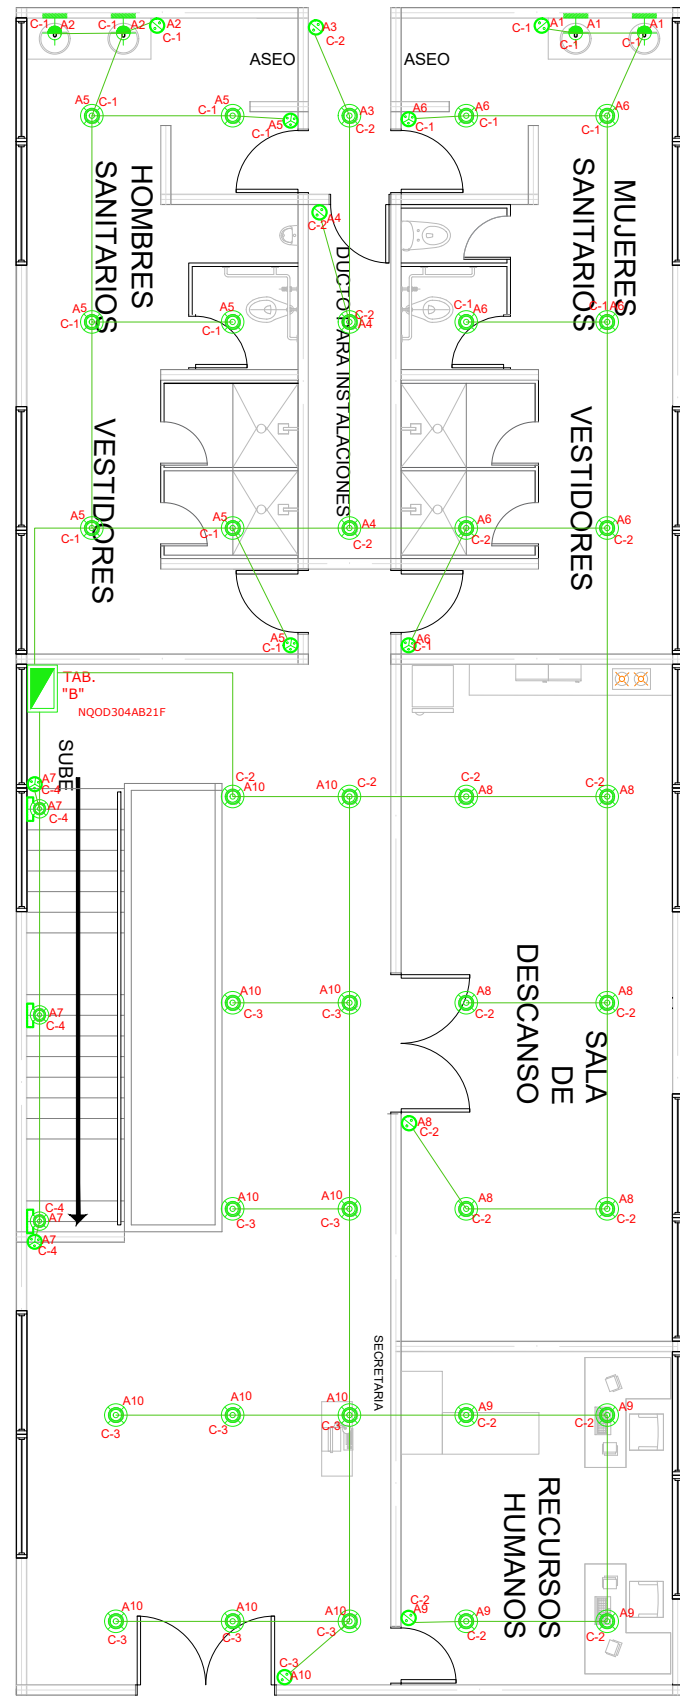 C-1
A2
C-1
A2
A2
C-1
A3
C-2
C-1
A1
C-1
A1
C-1
A1
ASEO
ASEO
A5
C-1
A5
C-1
A5
C-1
A3
C-2
A6
C-1
A6
C-1
A6
C-1
HOMBRES
SANITARIOS
MUJERES
SANITARIOS
A4
C-2
DUCTO PARA INSTALACIONES
A5
C-1
A5
C-1
C-2
A4
C-1
A6
C-1
A6
VESTIDORES
VESTIDORES
A5
C-1
A5
C-1
A4
C-2
A6
C-2
A6
C-2
A5
C-1
A6
C-1
TAB.
"B"
NQOD304AB21F
SUBE
A7
C-4
A7
C-4
C-2
A10
A10
C-2
C-2
A8
C-2
A8
A7
C-4
A10
C-3
A10
C-3
A8
C-2
A8
C-2
SALA
DE
DESCANSO
A8
C-2
C-4
A7
A7
C-4
A10
C-3
A10
C-3
A8
C-2
A8
C-2
SECRETARIA
A10
C-3
A10
C-3
A10
C-3
A9
C-2
A9
C-2
RECURSOS
HUMANOS
A10
C-3
A10
C-3
A10
C-3
C-2
A9
A9
C-2
A9
C-2
C-3
A10